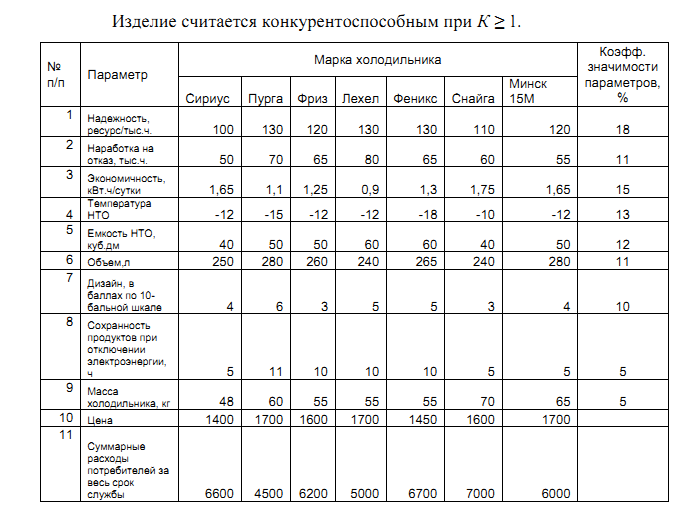 Изделие считается конкурентоспособным при К ≥ 1.
№ п/п Параметр Марка холодильника Коэфф. значимости параметров, %
Сириус Пурга Фриз Лехел Феникс Снайга Минск 15М
1 Надежность, ресурс/тыс.ч. 100 130 120 130 130 110 120 18
2 Наработка на отказ, тыс.ч. 50 70 65 80 65 60 55 11
3 Экономичность, кВт.ч/сутки 1,65 1,1 1,25 0,9 1,3 1,75 1,65 15
4 Температура НТО -12 -15 -12 -12 -18 -10 -12 13
5 Емкость НТО, куб.дм 40 50 50 60 60 40 50 12
6 Объем,л 250 280 260 240 265 240 280 11
7 Дизайн, в баллах по 10-бальной шкале 4 6 3 5 5 3 4 10
8 Сохранность продуктов при отключении электроэнергии, ч 5 11 10 10 10 5 5 5
9 Масса холодильника, кг 48 60 55 55 55 70 65 5
10 Цена 1400 1700 1600 1700 1450 1600 1700
11 Суммарные расходы потребителей за весь срок службы 6600 4500 6200 5000 6700 7000 6000